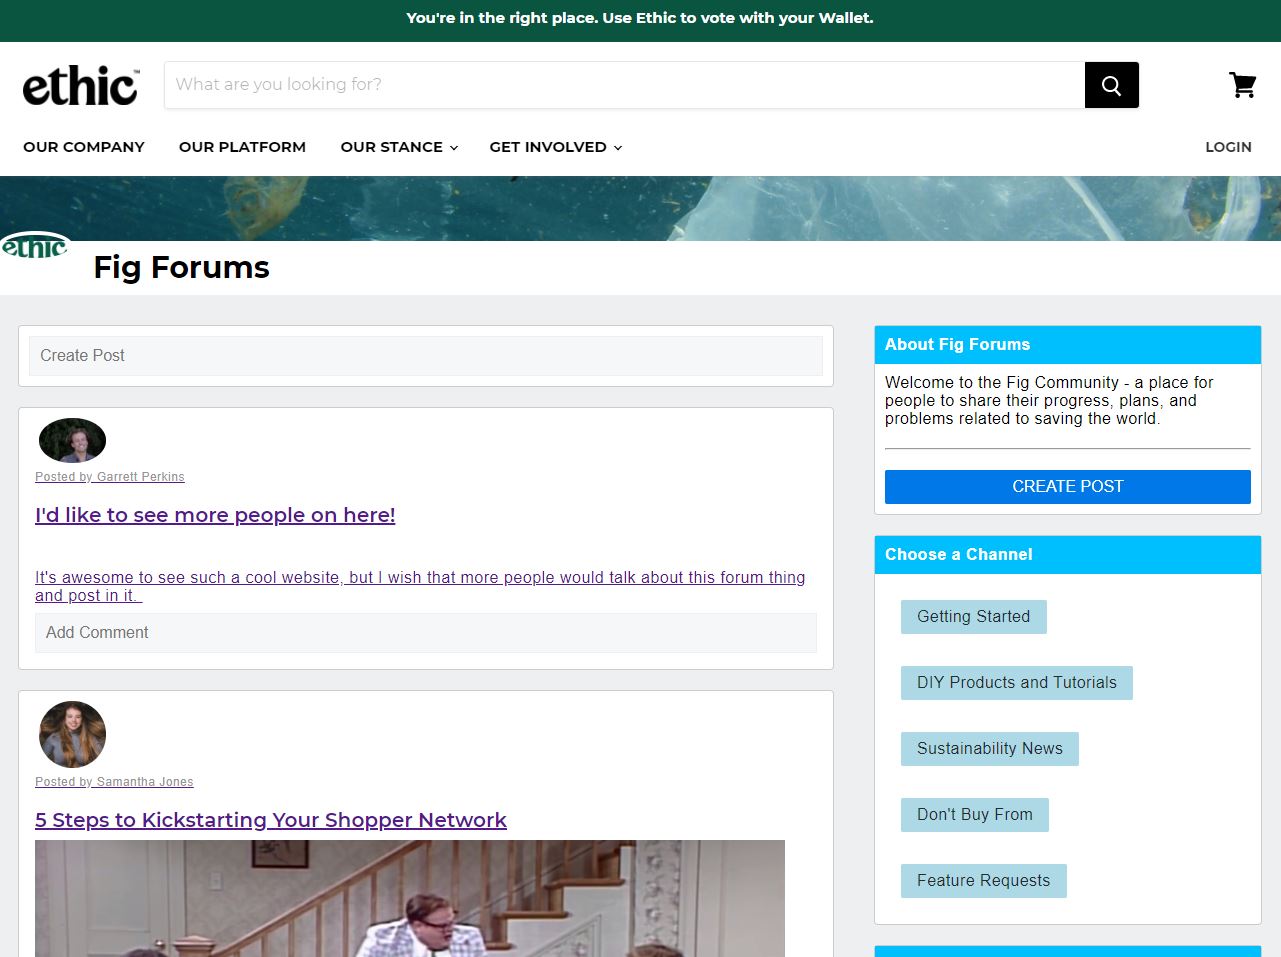 You're in the right place. Use Ethic to vote with your Wallet.
ethic™
What are you looking for?
OUR COMPANY
OUR PLATFORM
OUR STANCE
GET INVOLVED
LOGIN
ethic
Fig Forums
Create Post
Posted by Garrett Perkins
I'd like to see more people on here!
It's awesome to see such a cool website, but I wish that more people would talk about this forum thing
and post in it.
Add Comment
Posted by Samantha Jones
5 Steps to Kickstarting Your Shopper Network
About Fig Forums
Welcome to the Fig Community - a place for
people to share their progress, plans, and
problems related to saving the world.
CREATE POST
Choose a Channel
Getting Started
DIY Products and Tutorials
Sustainability News
Don't Buy From
Feature Requests